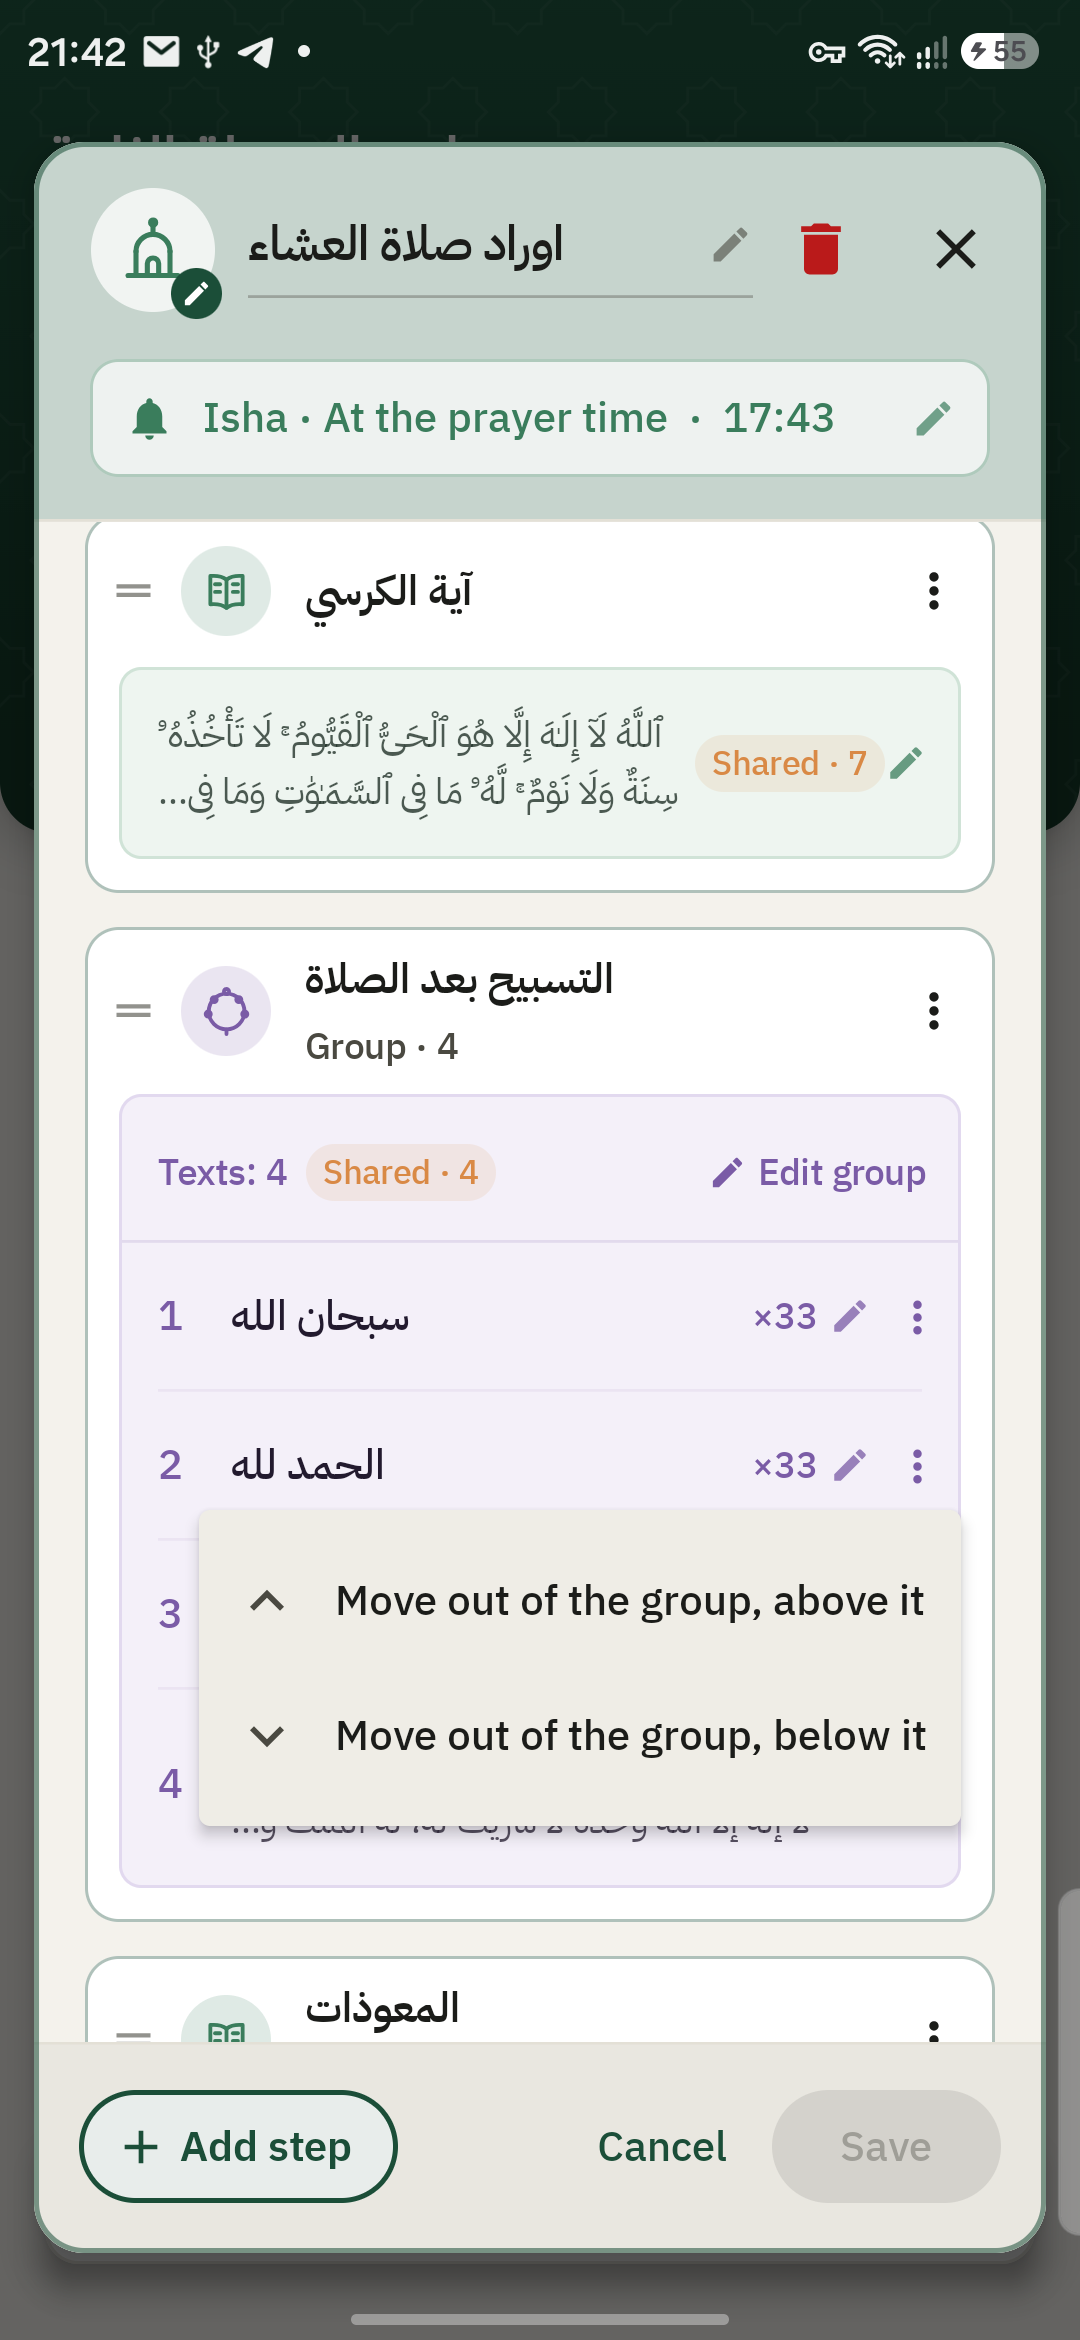 21:42
55
اوراد صلاة العشاء
Isha · At the prayer time · 17:43
آية الكرسي
ٱللَّهُ لَآ إِلَـٰهَ إِلَّا هُوَ ٱلْحَىُّ ٱلْقَيُّومُ ۚ لَا تَأْخُذُهُۥ
سِنَةٌ وَلَا نَوْمٌ ۚ لَّهُۥ مَا فِى ٱلسَّمَـٰوَٰتِ وَمَا فِى...
Shared · 7
التسبيح بعد الصلاة
Group · 4
Texts: 4
Shared · 4
Edit group
1 سبحان الله ×33
2 الحمد لله ×33
3
Move out of the group, above it
Move out of the group, below it
4
المعوذات
+ Add step
Cancel
Save